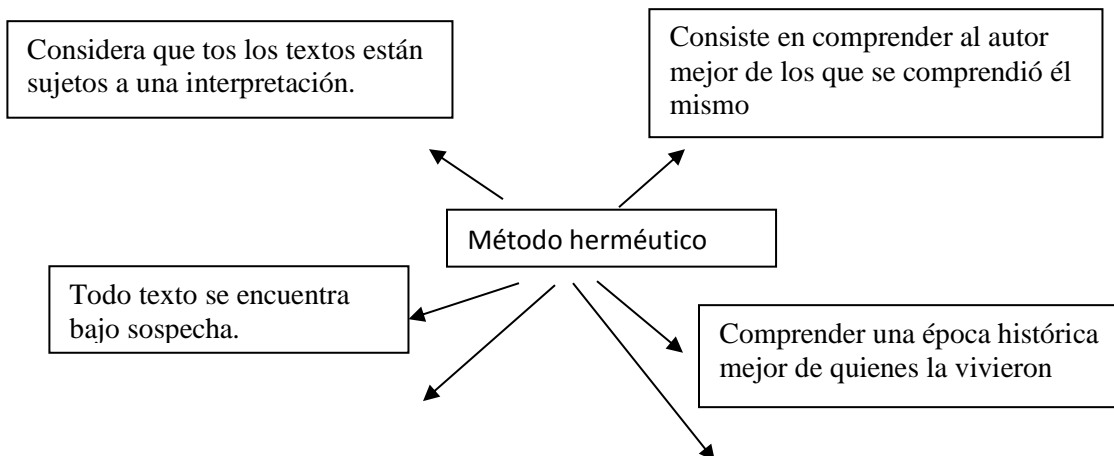 Considera que tos los textos están
sujetos a una interpretación.
Consiste en comprender al autor
mejor de los que se comprendió él
mismo
Método herméutico
Todo texto se encuentra
bajo sospecha.
Comprender una época histórica
mejor de quienes la vivieron